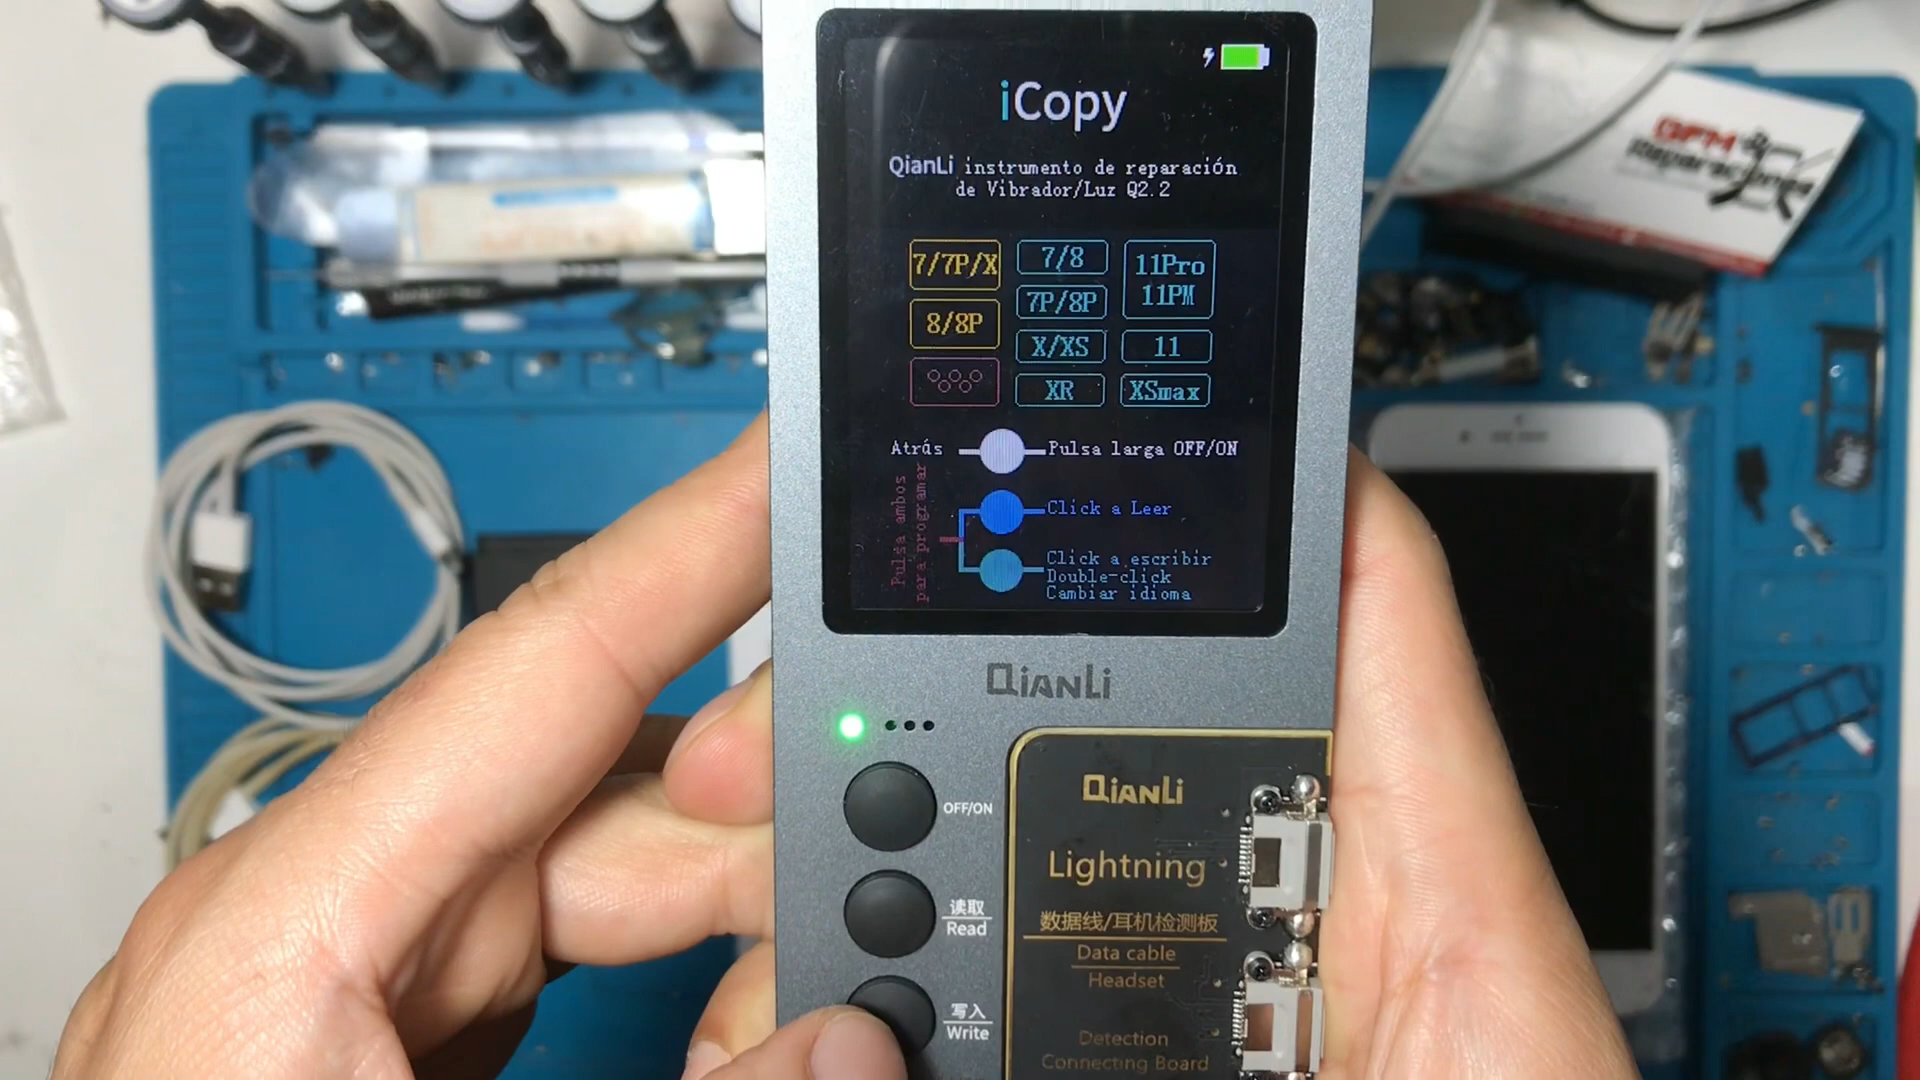 iCopy
QianLi instrumento de reparación
de Vibrador/Luz Q2.2
7/7P/X
7/8
11Pro
11PM
8/8P
7P/8P
X/XS
11
XR
XSmax
Atrás
Pulsa larga OFF/ON
Pulsa ambos
para programar
Click a Leer
Click a escribir
Double-click
Cambiar idioma
QIANLI
OFF/ON
读取
Read
写入
Write
QIANLI
Lightning
数据线/耳机检测板
Data cable
Headset
Detection
Connecting Board
GFM
Reparaciones